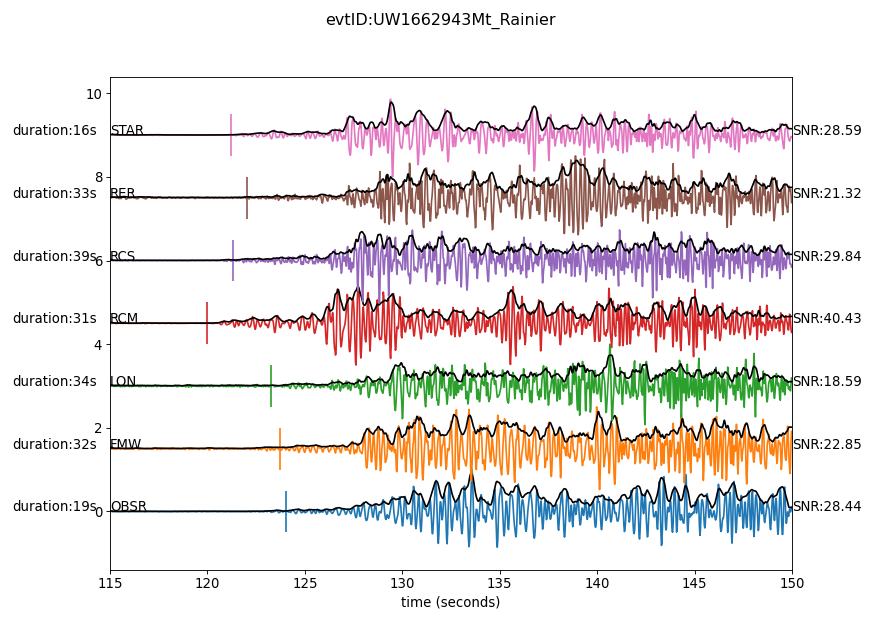 evtID:UW1662943Mt_Rainier
10
duration:16s STAR SNR:28.59
8
duration:33s RER SNR:21.32
duration:39s RCS SNR:29.84
6
duration:31s RCM SNR:40.43
4
duration:34s LON SNR:18.59
2
duration:32s FMW SNR:22.85
duration:19s OBSR SNR:28.44
0
115 120 125 130 135 140 145 150
time (seconds)